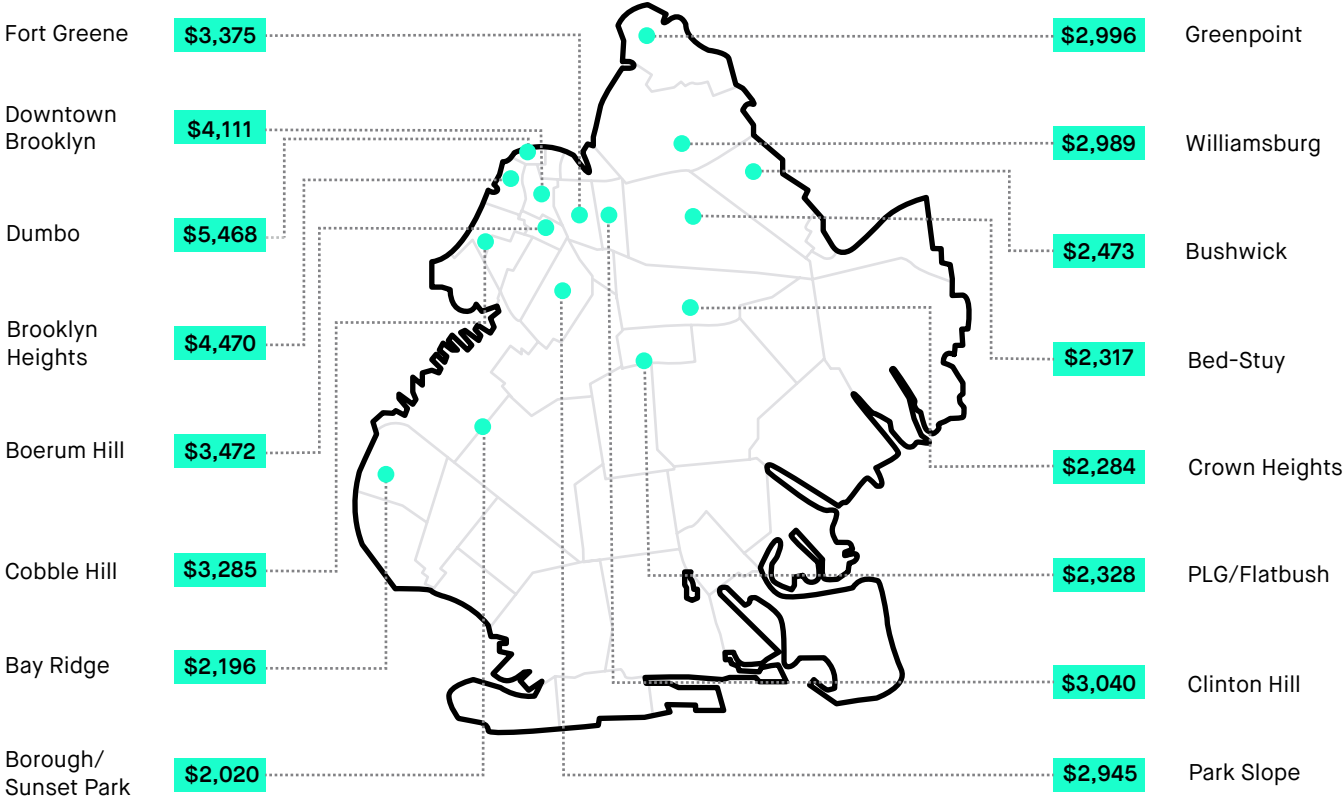 Fort Greene
$3,375
Downtown
Brooklyn
$4,111
Dumbo
$5,468
Brooklyn
Heights
$4,470
Boerum Hill
$3,472
Cobble Hill
$3,285
Bay Ridge
$2,196
Borough/
Sunset Park
$2,020
$2,996
Greenpoint
$2,989
Williamsburg
$2,473
Bushwick
$2,317
Bed-Stuy
$2,284
Crown Heights
$2,328
PLG/Flatbush
$3,040
Clinton Hill
$2,945
Park Slope